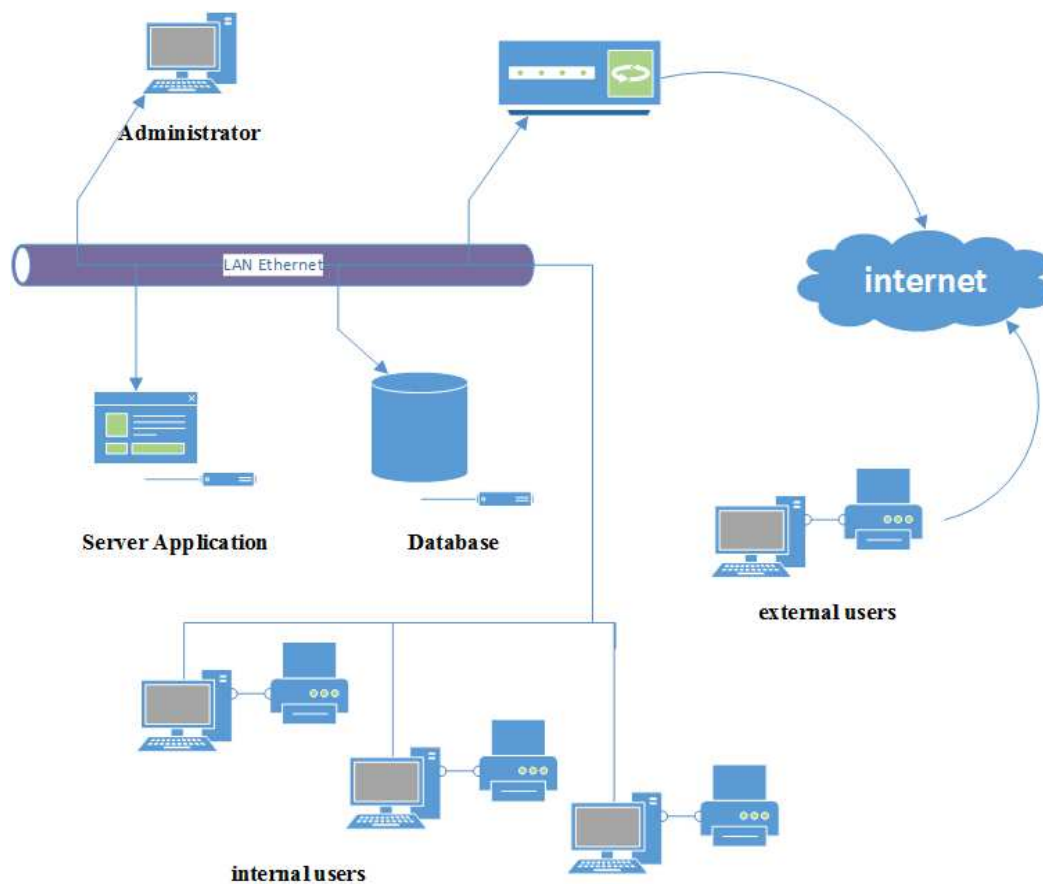 Administrator
LAN Ethernet
internet
Server Application
Database
external users
internal users